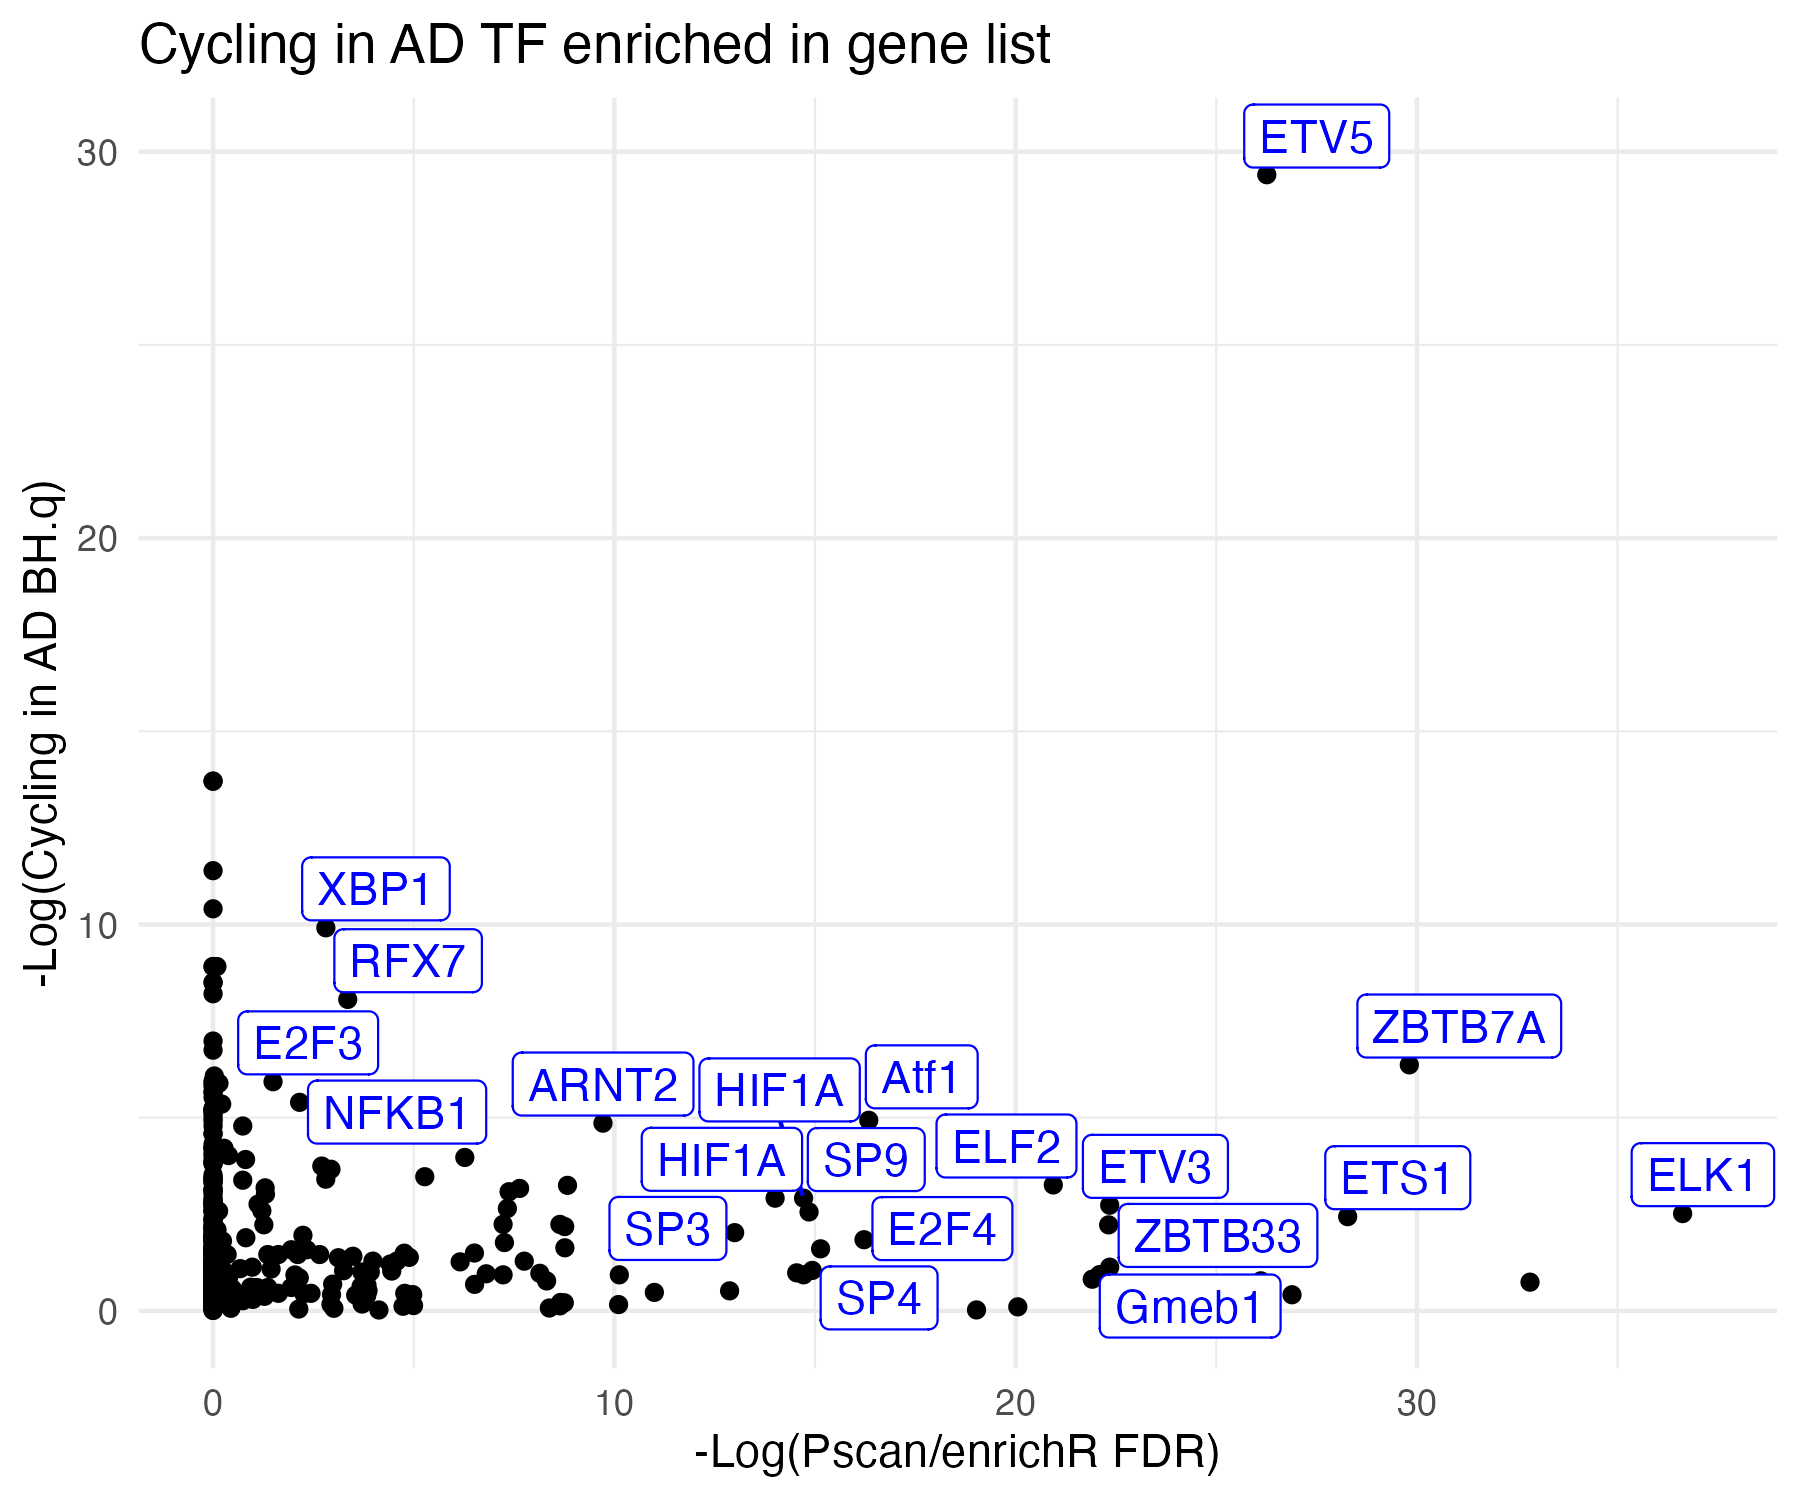 Cycling in AD TF enriched in gene list
-Log(Cycling in AD BH.q)
30
20
10
0
ETV5
XBP1
RFX7
E2F3
NFKB1
ARNT2
HIF1A
Atf1
ZBTB7A
HIF1A
SP9
ELF2
ETV3
ETS1
ELK1
SP3
E2F4
ZBTB33
SP4
Gmeb1
0
10
20
30
-Log(Pscan/enrichR FDR)